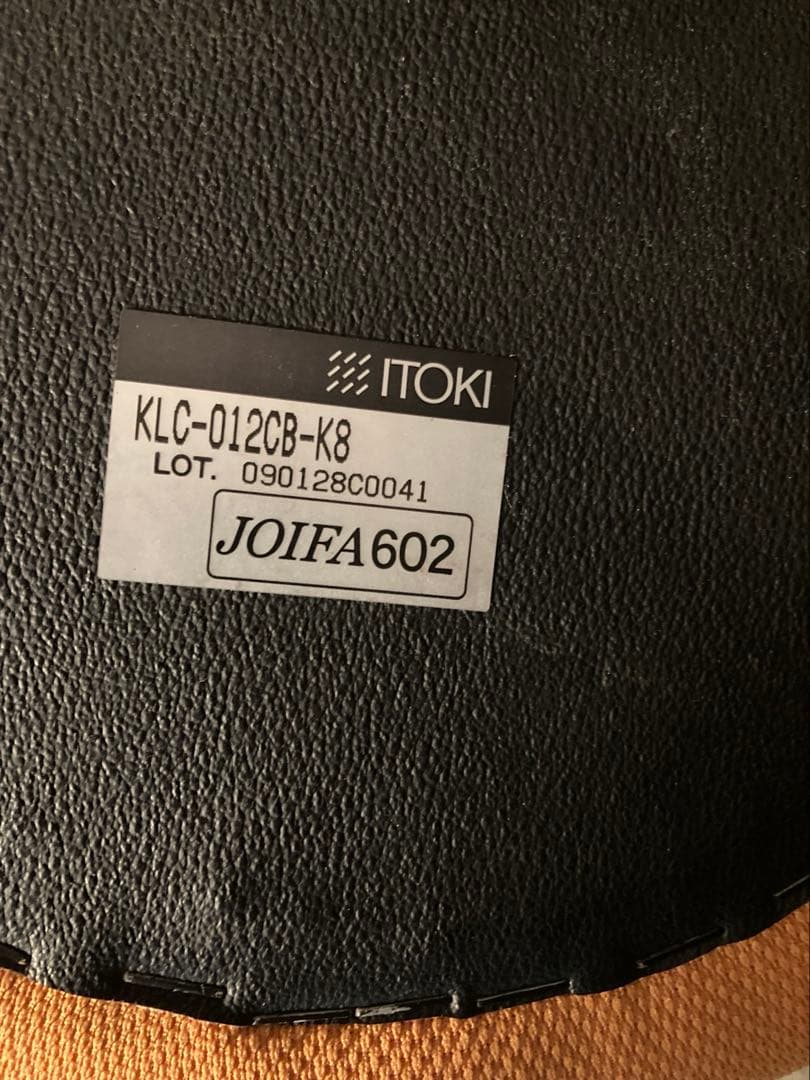 ITOKI
KLC-012CB-K8
LOT. 090128C0041
JOIFA602